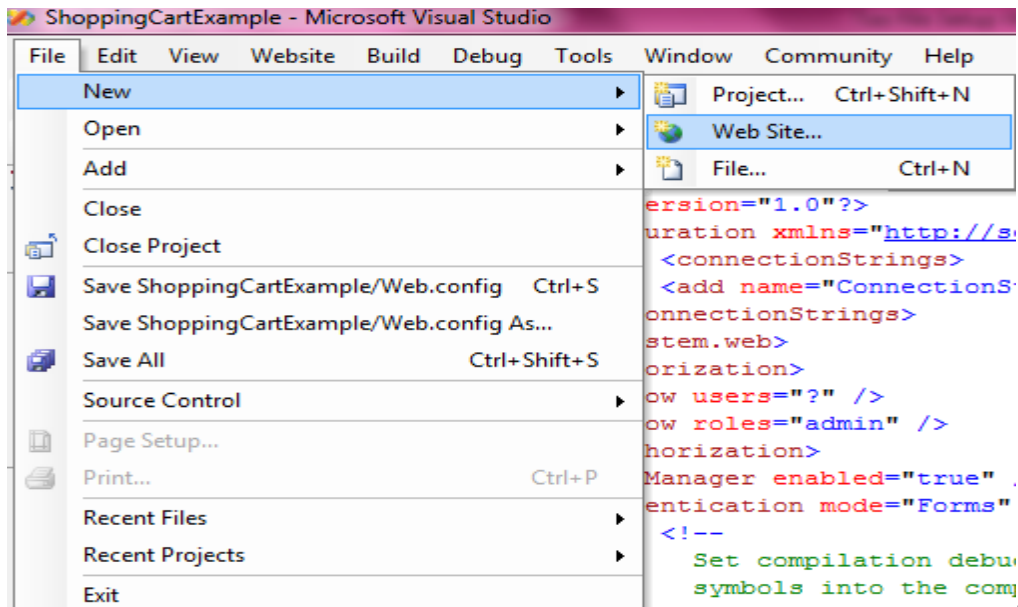 ShoppingCartExample - Microsoft Visual Studio
File Edit View Website Build Debug Tools Window Community Help
New
Open
Add
Close
Close Project
Save ShoppingCartExample/Web.config Ctrl+S
Save ShoppingCartExample/Web.config As...
Save All Ctrl+Shift+S
Source Control
Page Setup...
Print... Ctrl+P
Recent Files
Recent Projects
Exit
Project... Ctrl+Shift+N
Web Site...
File... Ctrl+N
ersion="1.0"?>
uration xmlns="http://s
<connectionStrings>
<add name="ConnectionS
onnectionStrings>
stem.web>
orization>
ow users="?" />
ow roles="admin" />
horization>
Manager enabled="true"
entication mode="Forms"
<!--
Set compilation debu
symbols into the com